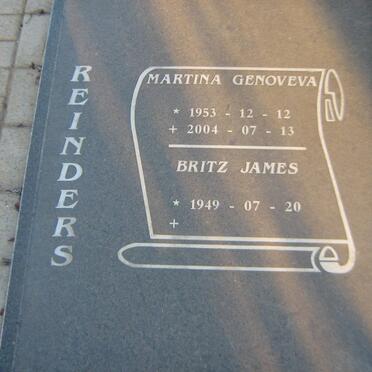 REINDERS
MARTINA GENOVEVA
* 1953 - 12 - 12
+ 2004 - 07 - 13
BRITZ JAMES
* 1949 - 07 - 20
+